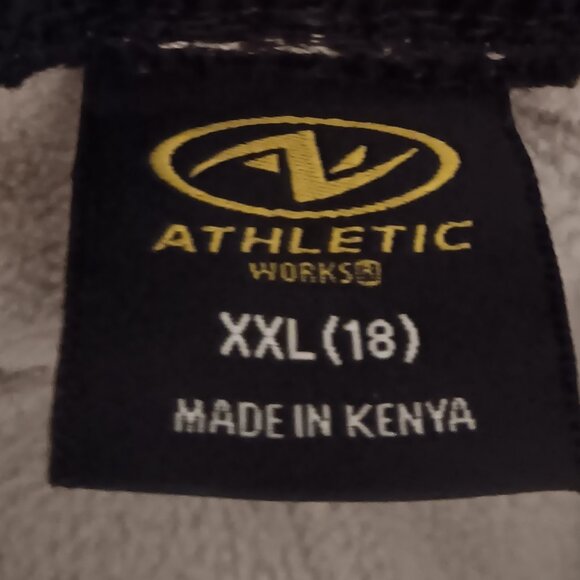 ATHLETIC
WORKS®
XXL (18)
MADE IN KENYA